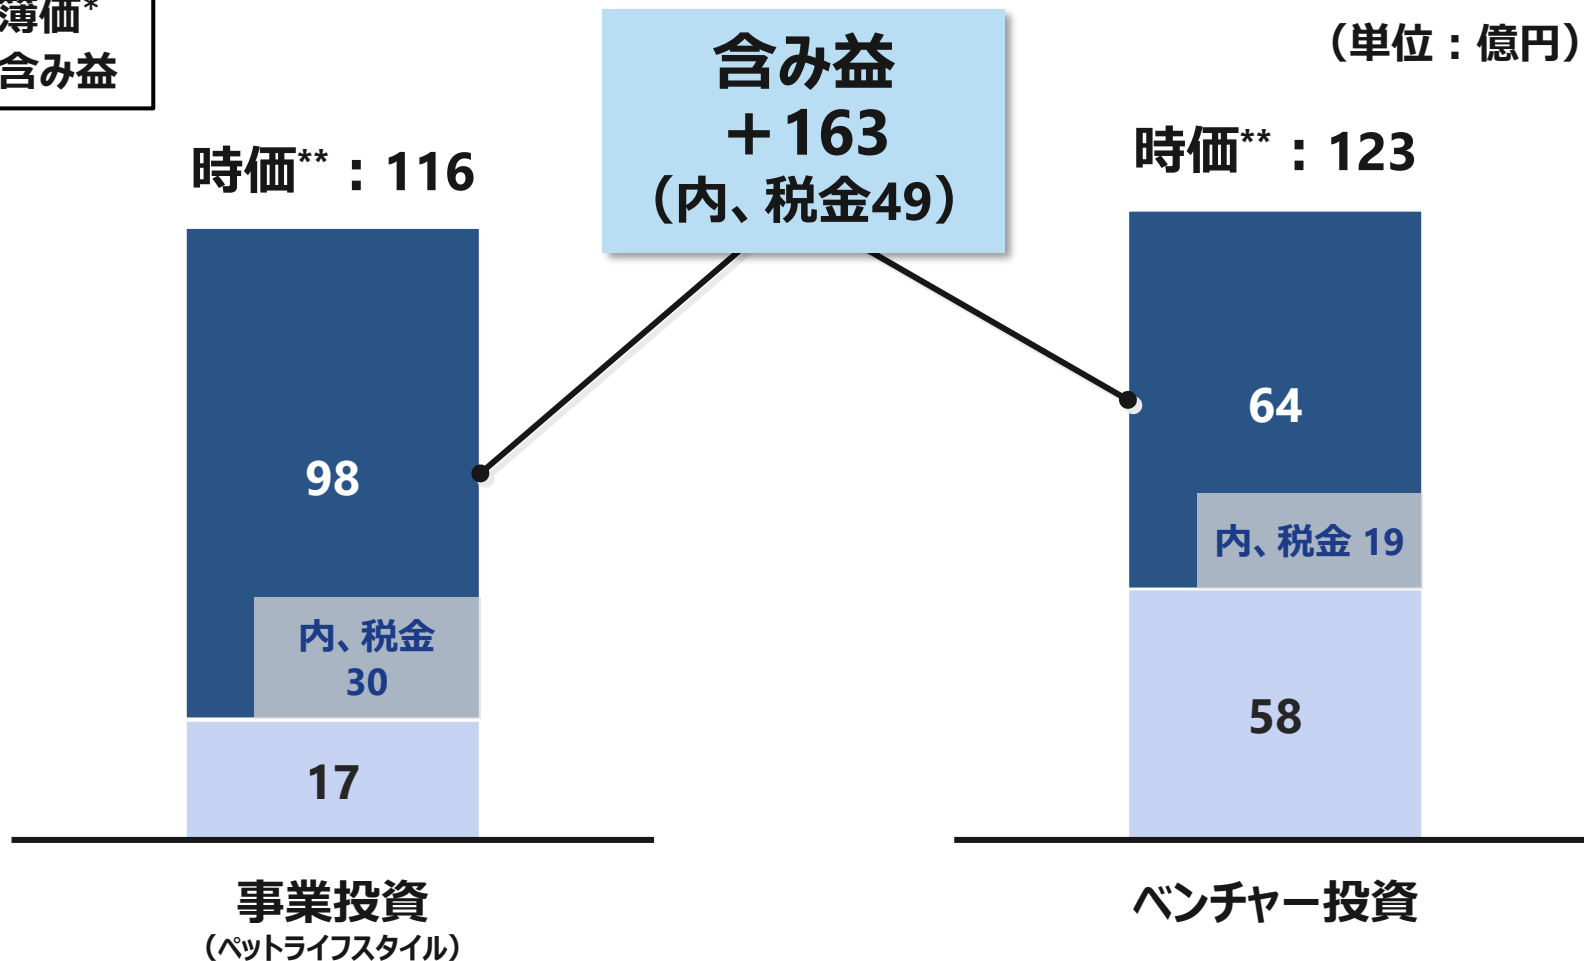 簿価*
含み益
（単位：億円）
含み益
＋163
（内、税金49）
時価**：116
時価**：123
98
内、税金
30
17
64
内、税金 19
58
事業投資
（ペットライフスタイル）
ベンチャー投資